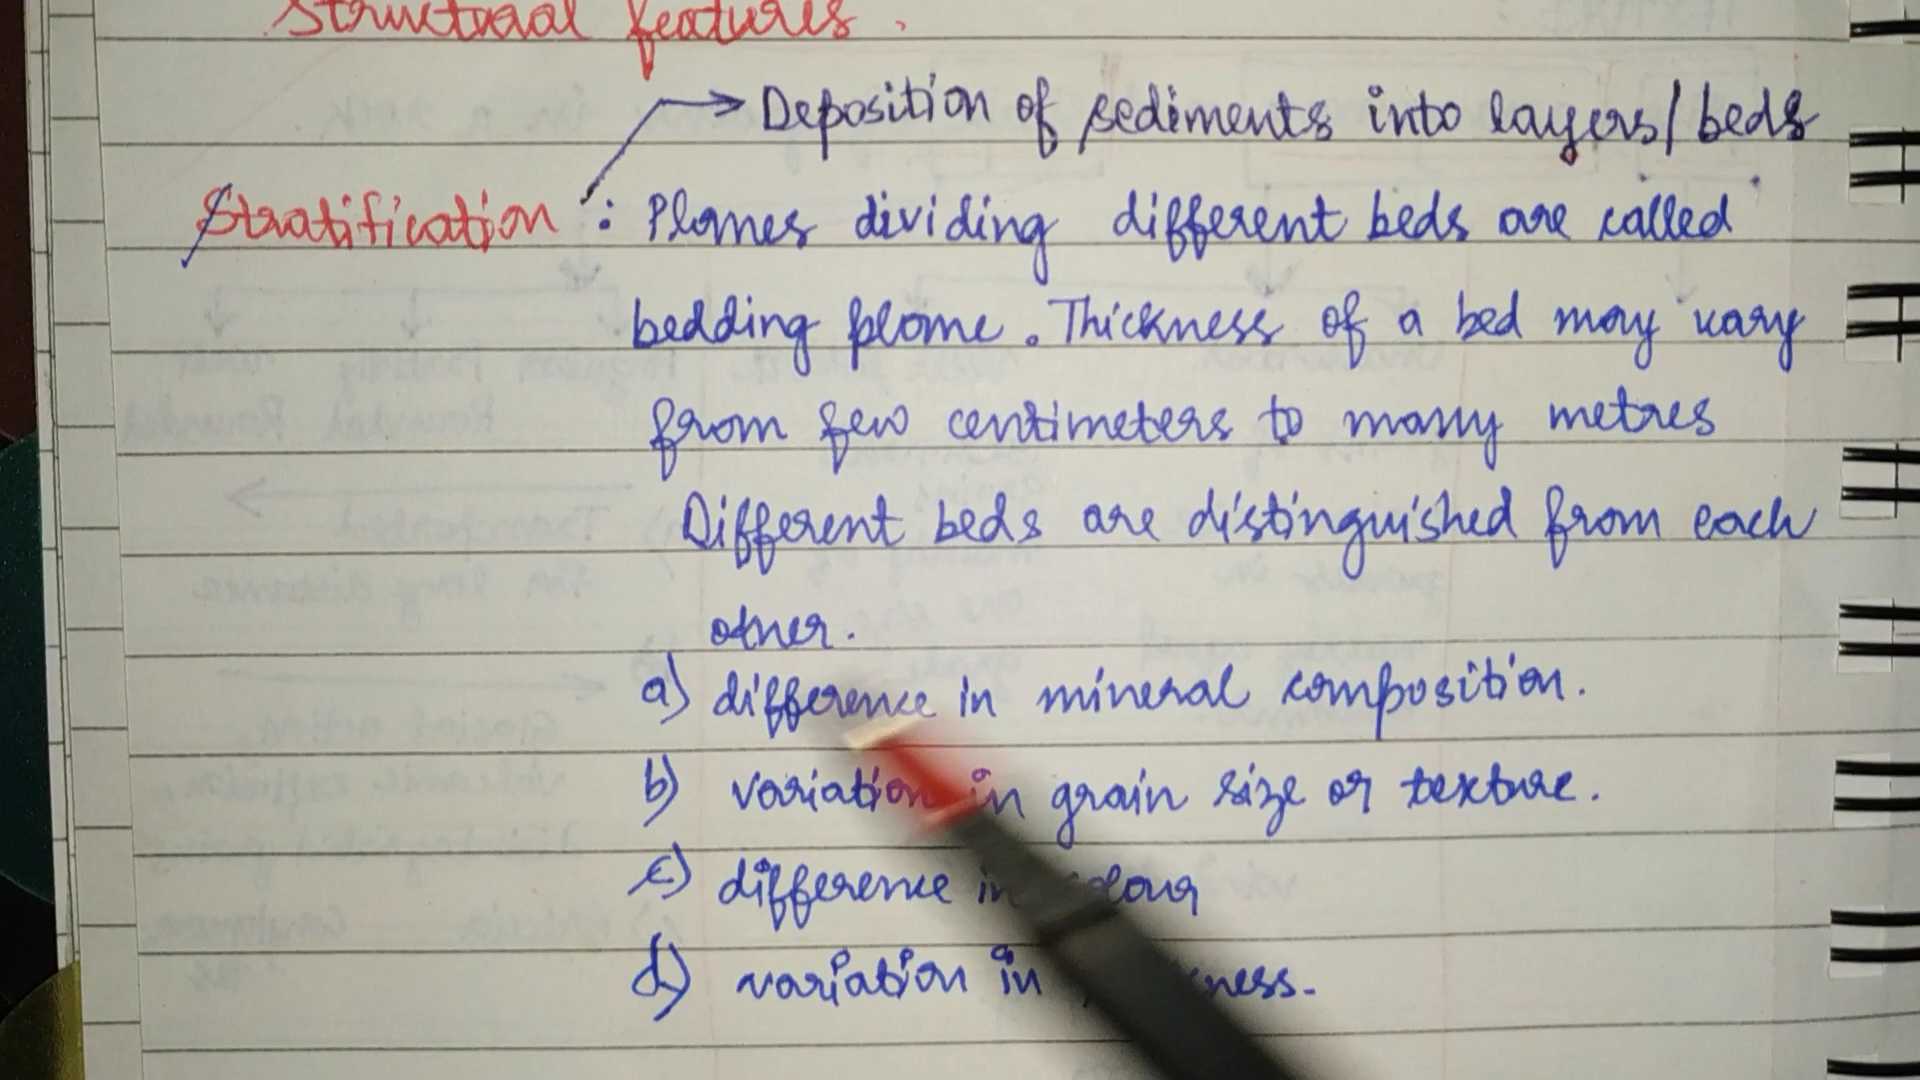 Structural features.
Deposition of sediments into layers/beds
Stratification : Planes dividing different beds are called
bedding plane. Thickness of a bed may vary
from few centimeters to many metres
Different beds are distinguished from each
other.
a) difference in mineral composition.
b) variation in grain size or texture.
c) difference in
d) variation in